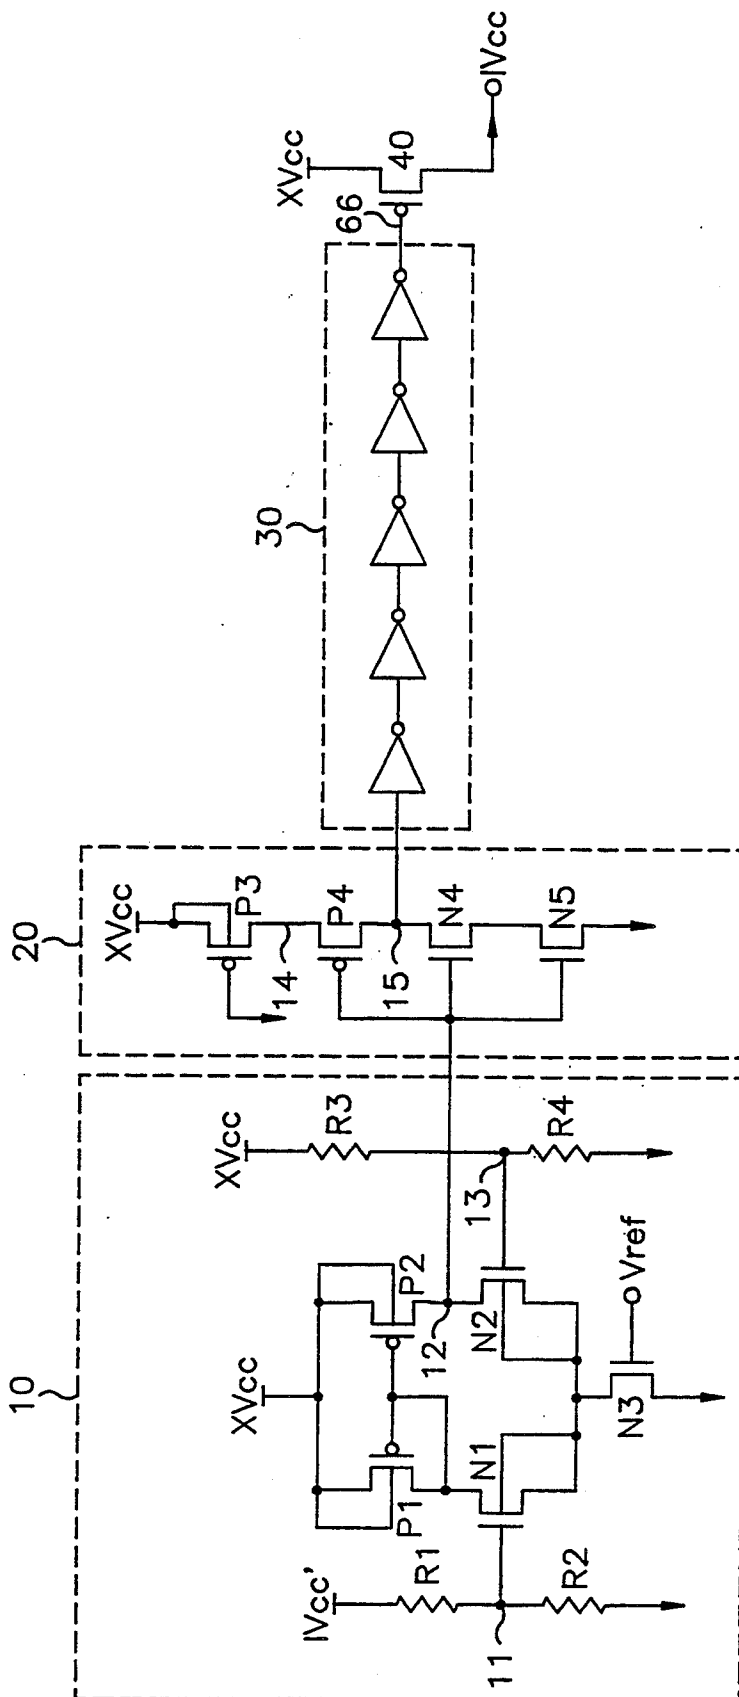 10
20
30
XVcc
XVcc
XVcc
XVcc
IVcc'
R1
R2
11
P1
P2
N1
N2
12
N3
Vref
13
R3
R4
P3
14
P4
15
N4
N5
66
40
IVcc